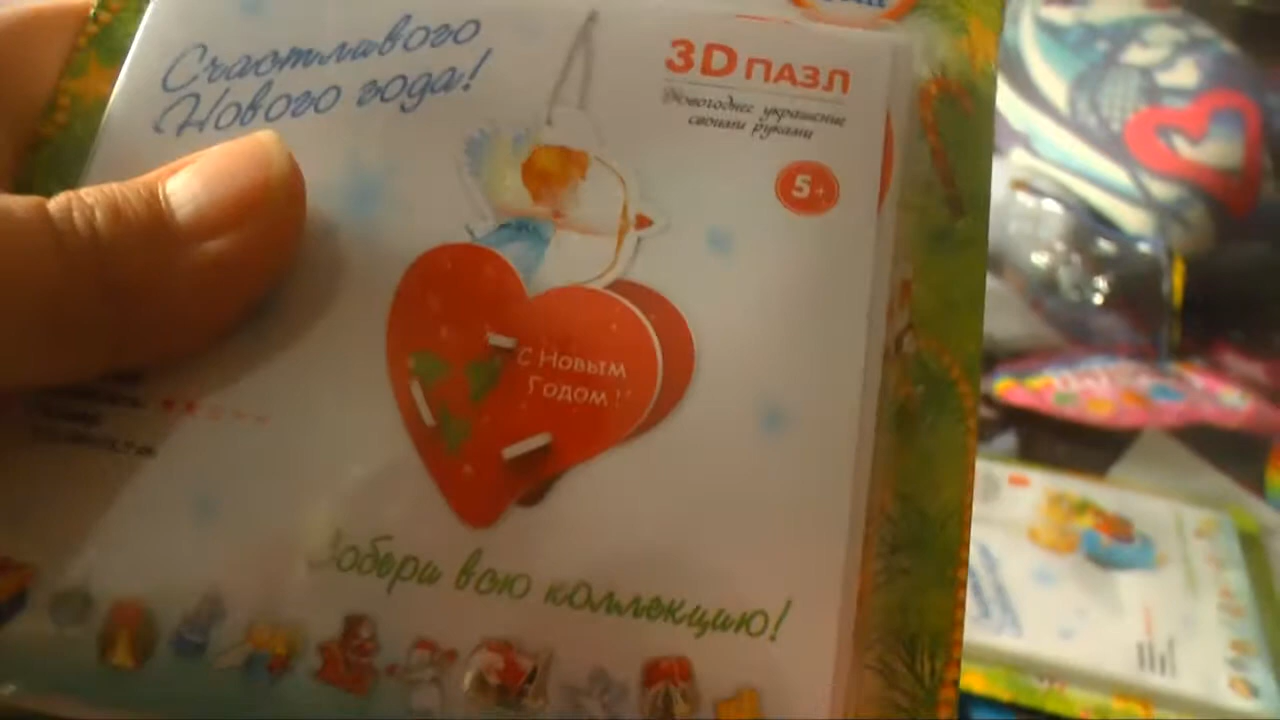 Счастливого
Нового года!
3D ПАЗЛ
Новогоднее украшение
своими руками
5+
С Новым
Годом!
Собери всю коллекцию!